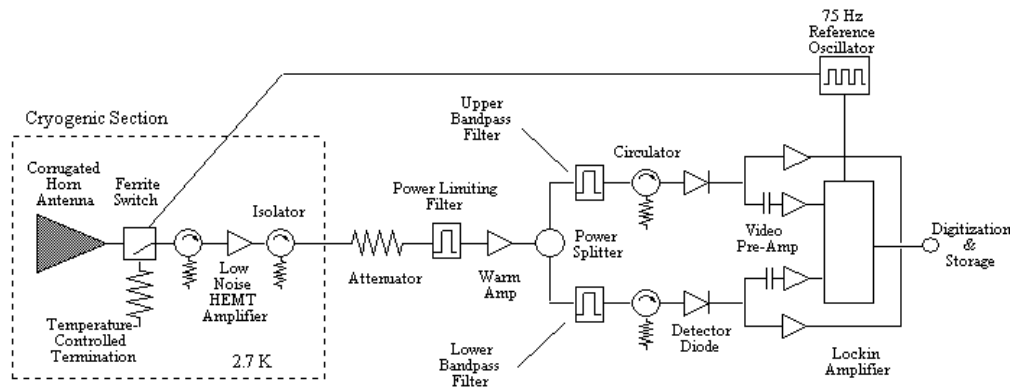 75 Hz
Reference
Oscillator
Cryogenic Section
Upper
Bandpass
Filter
Corrugated
Horn
Antenna
Ferrite
Switch
Isolator
Power Limiting
Filter
Circulator
Low
Noise
HEMT
Amplifier
Attenuator
Warm
Amp
Power
Splitter
Video
Pre-Amp
Digitization
&
Storage
Temperature-
Controlled
Termination
2.7 K
Lower
Bandpass
Filter
Detector
Diode
Lockin
Amplifier